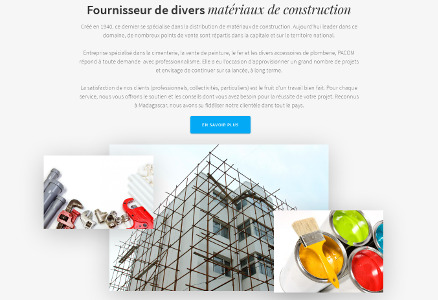 Fournisseur de divers matériaux de construction
Créé en 1940, ce dernier se spécialise dans la distribution de matériaux de construction. Aujourd'hui leader dans ce
domaine, de nombreux points de vente sont répartis dans la capitale et sur le territoire national.
Entreprise spécialisée dans la cimenterie, la vente de peinture, le fer et les divers accessoires de plomberie, PACOM
répond à toute demande avec professionnalisme. Elle a eu l'occasion d'approvisionner un grand nombre de projets
et envisage de continuer sur sa lancée, à long terme.
La satisfaction de nos clients (professionnels, collectivités, particuliers) est le fruit d'un travail bien fait. Pour chaque
service, nous vous offrons le soutien et les conseils dont vous avez besoin pour la réussite de votre projet. Reconnus
à Madagascar, nous avons su fidéliser notre clientèle dans tout le pays.
EN SAVOIR PLUS